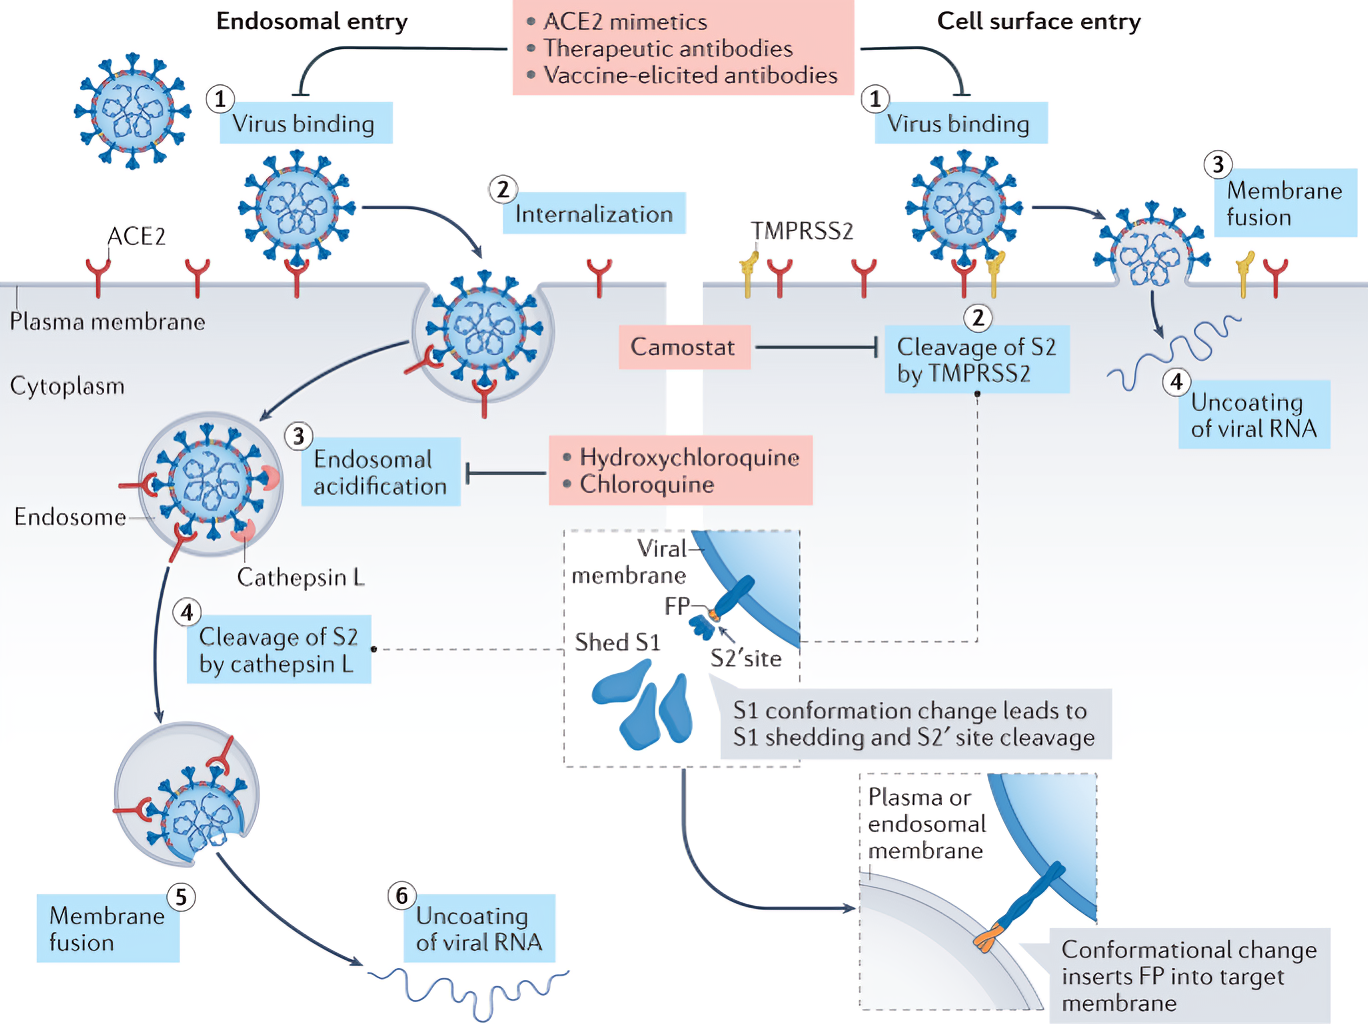 Endosomal entry
• ACE2 mimetics
• Therapeutic antibodies
• Vaccine-elicited antibodies
Cell surface entry
1
Virus binding
2
Internalization
ACE2
Plasma membrane
Cytoplasm
3
Endosomal
acidification
• Hydroxychloroquine
• Chloroquine
Endosome
Cathepsin L
4
Cleavage of S2
by cathepsin L
5
Membrane
fusion
6
Uncoating
of viral RNA
1
Virus binding
TMPRSS2
2
Cleavage of S2
by TMPRSS2
Camostat
3
Membrane
fusion
4
Uncoating
of viral RNA
Viral
membrane
FP
S2′ site
Shed S1
S1 conformation change leads to
S1 shedding and S2′ site cleavage
Plasma or
endosomal
membrane
Conformational change
inserts FP into target
membrane